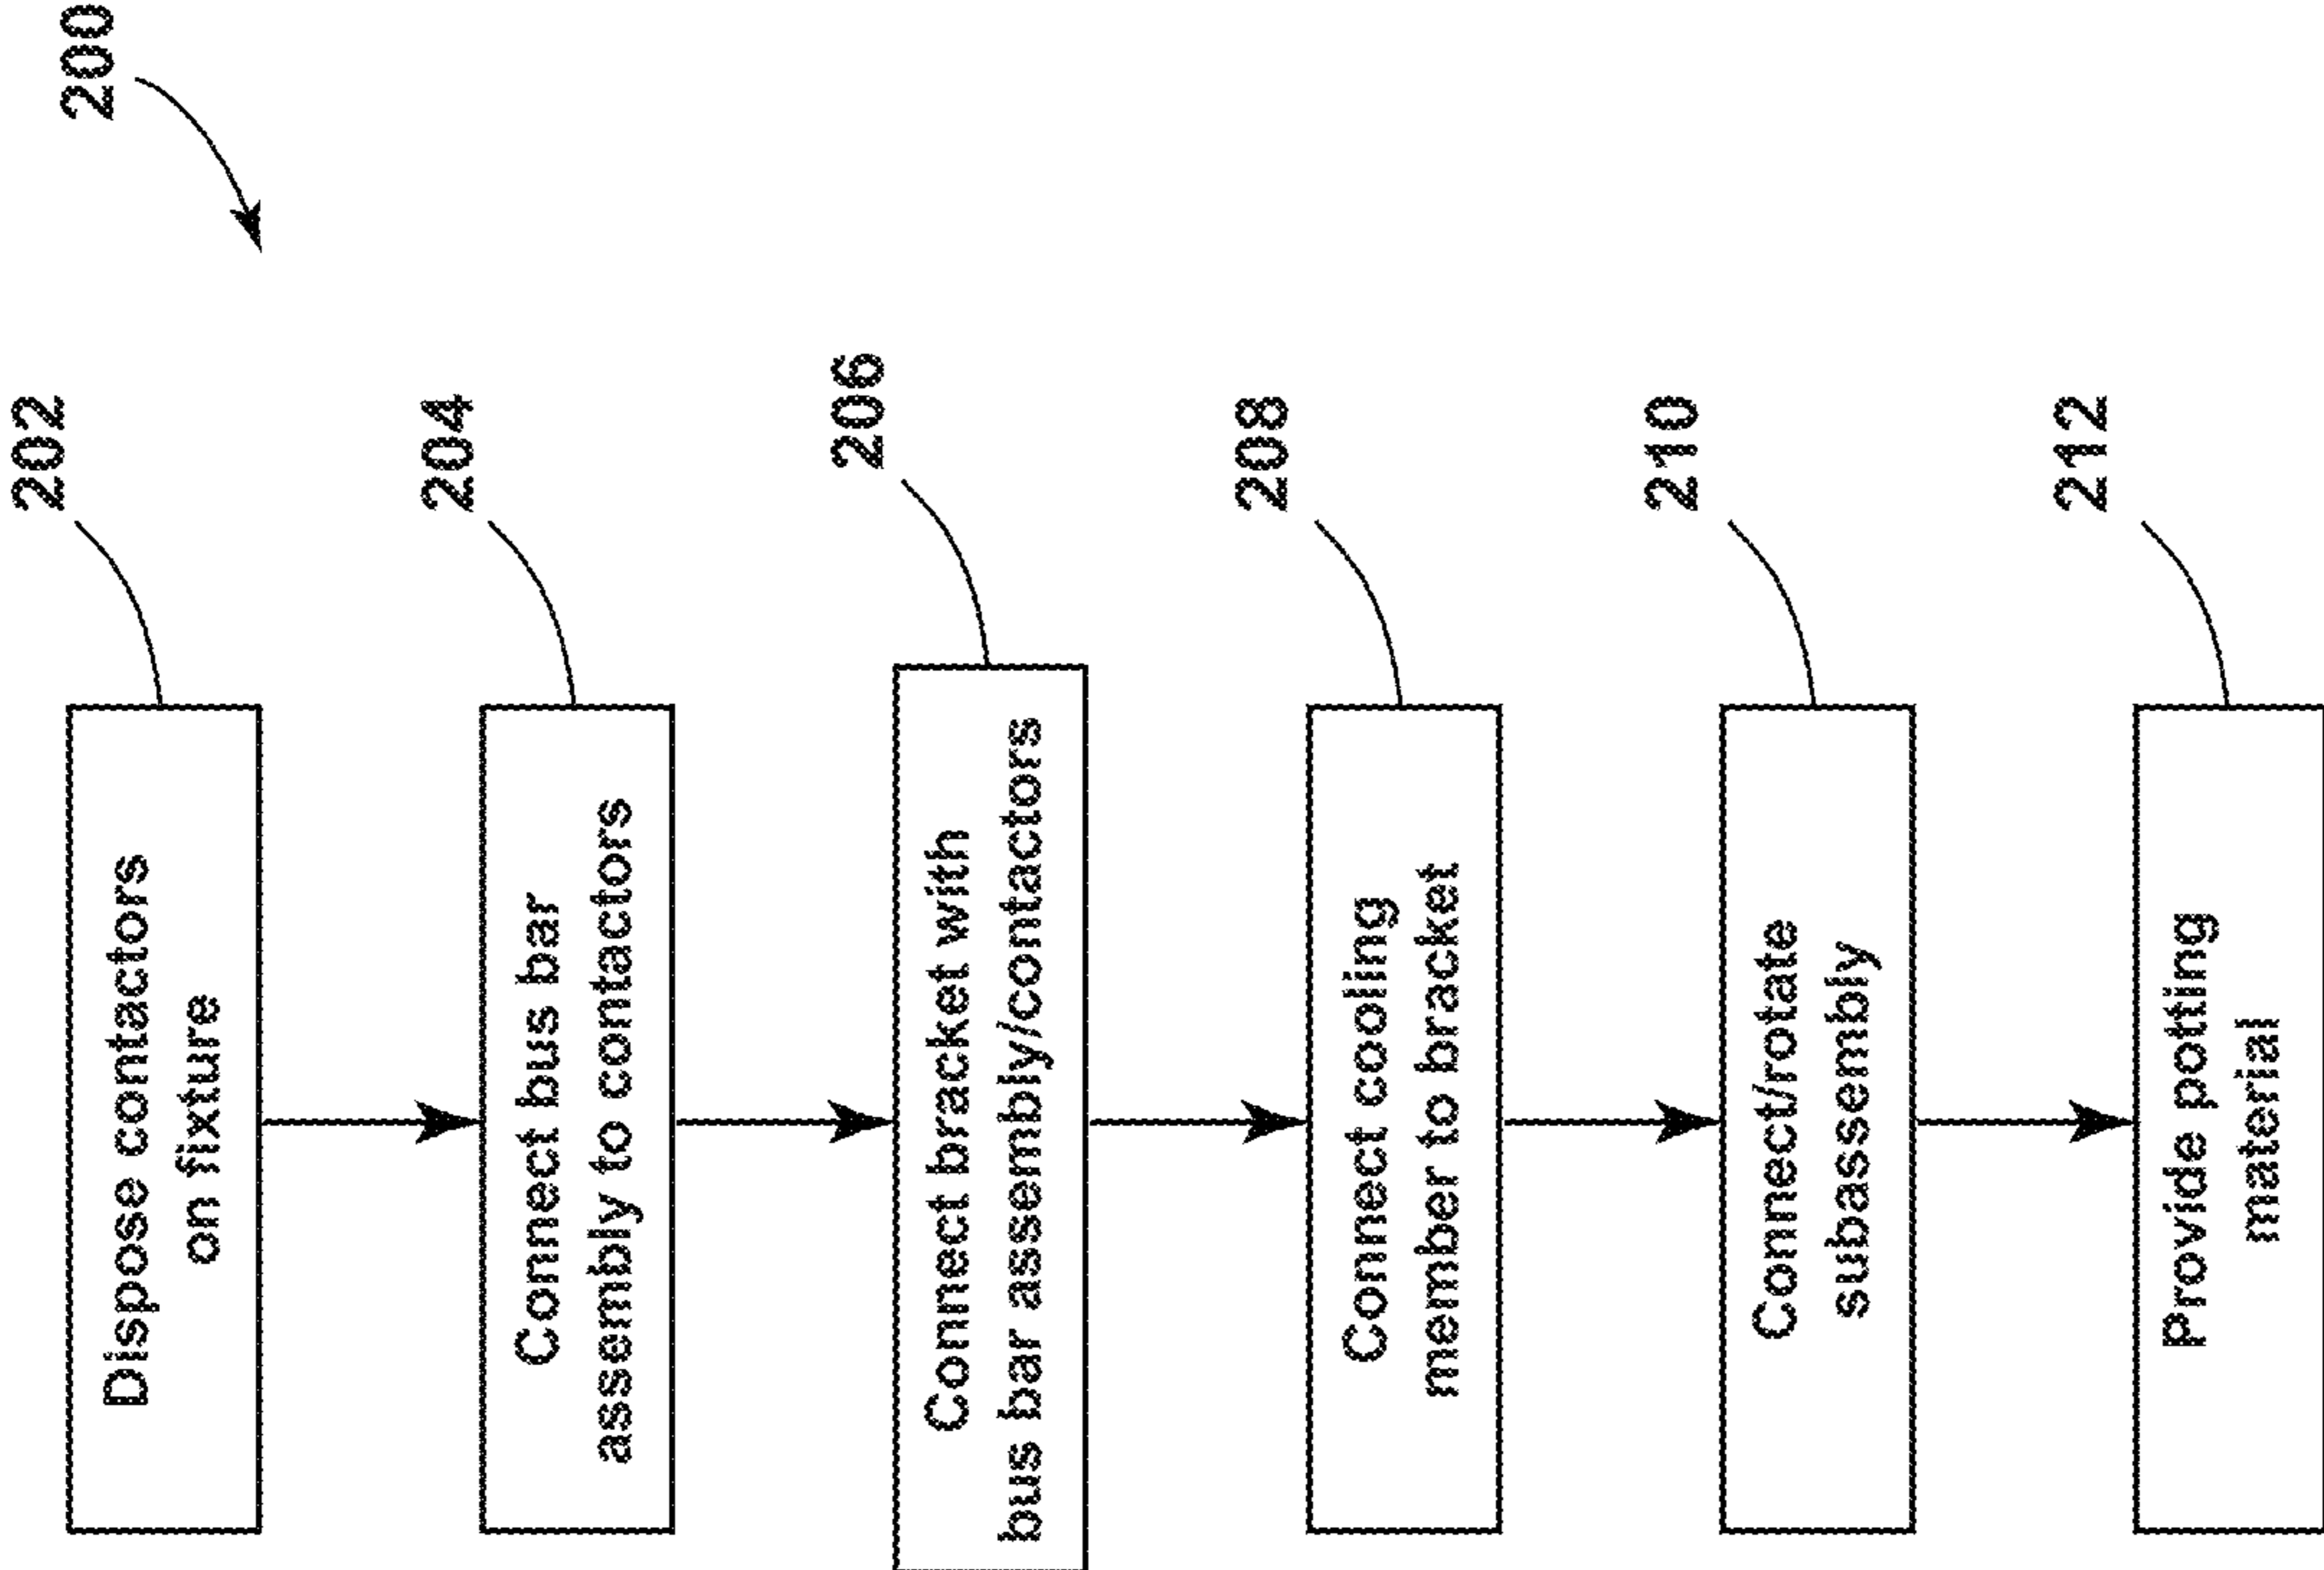 200
202
Dispose contactors
on fixture
204
Connect bus bar
assembly to contactors
206
Connect bracket with
bus bar assembly/contactors
208
Connect cooling
member to bracket
210
Connect/rotate
subassembly
212
Provide potting
material